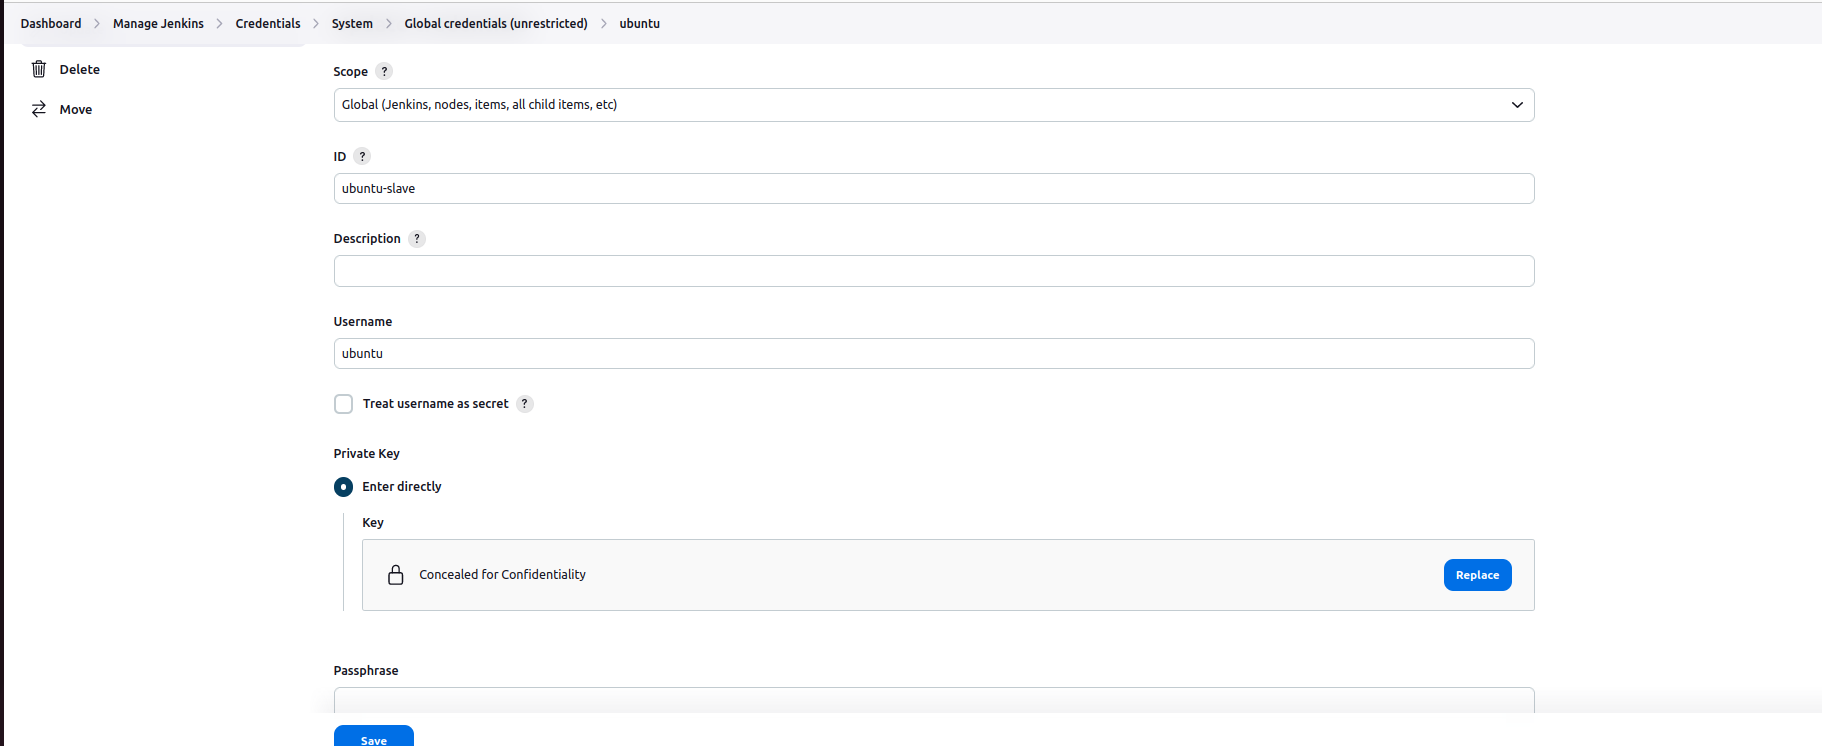 Dashboard > Manage Jenkins > Credentials > System > Global credentials (unrestricted) > ubuntu
Delete
Move
Scope ?
Global (Jenkins, nodes, items, all child items, etc)
ID ?
ubuntu-slave
Description ?
Username
ubuntu
Treat username as secret ?
Private Key
Enter directly
Key
Concealed for Confidentiality
Replace
Passphrase
Save